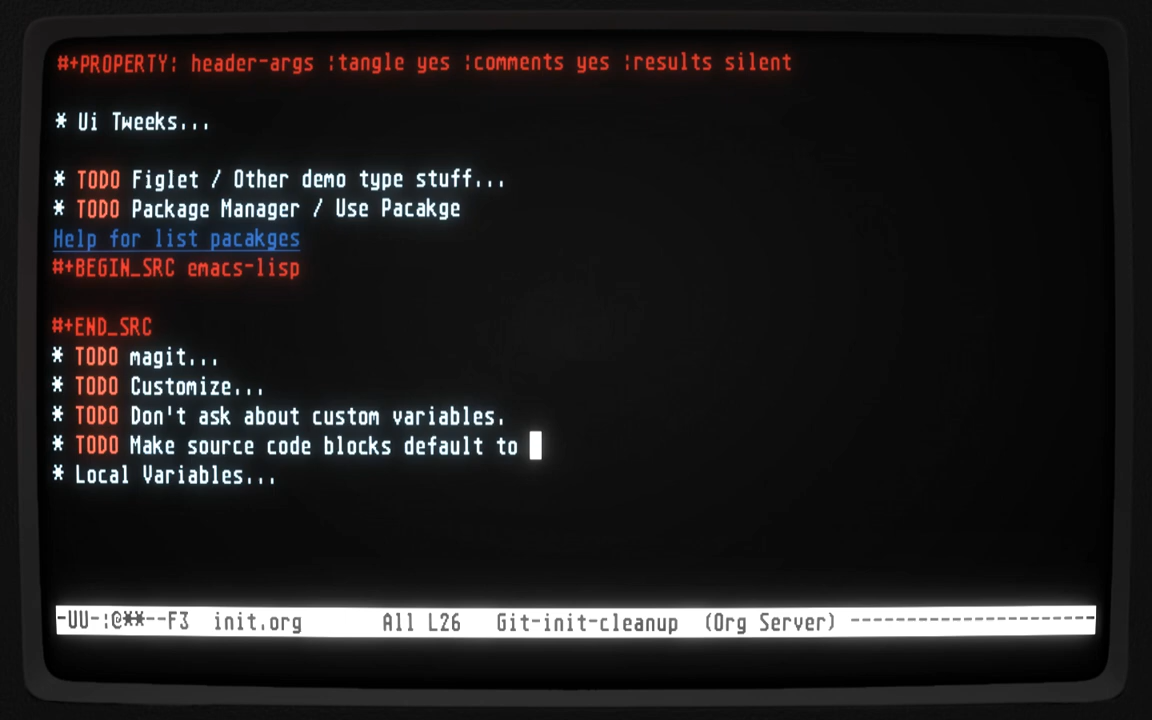 #+PROPERTY: header-args :tangle yes :comments yes :results silent
* Ui Tweeks...
* TODO Figlet / Other demo type stuff...
* TODO Package Manager / Use Pacakge
Help for list pacakges
#+BEGIN_SRC emacs-lisp
#+END_SRC
* TODO magit...
* TODO Customize...
* TODO Don't ask about custom variables.
* TODO Make source code blocks default to
* Local Variables...
-UU-:@**--F3 init.org All L26 Git-init-cleanup (Org Server) ----------------------